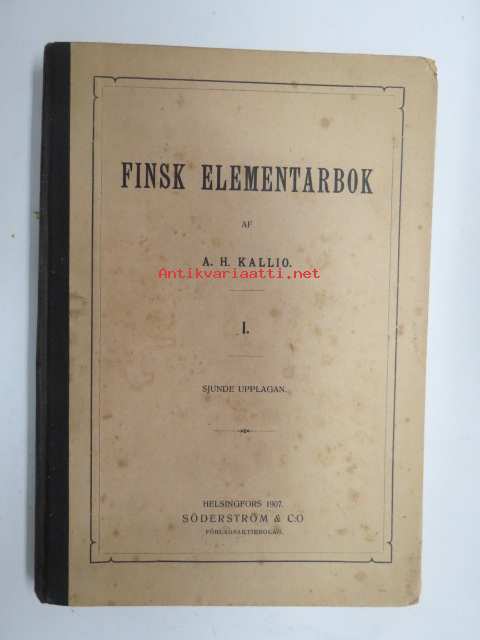 FINSK ELEMENTARBOK
AF
A. H. KALLIO.
Antikvariaatti.net
I.
SJUNDE UPPLAGAN.
HELSINGFORS 1907.
SÖDERSTRÖM & C:O
FÖRLAGSAKTIEBOLAG.